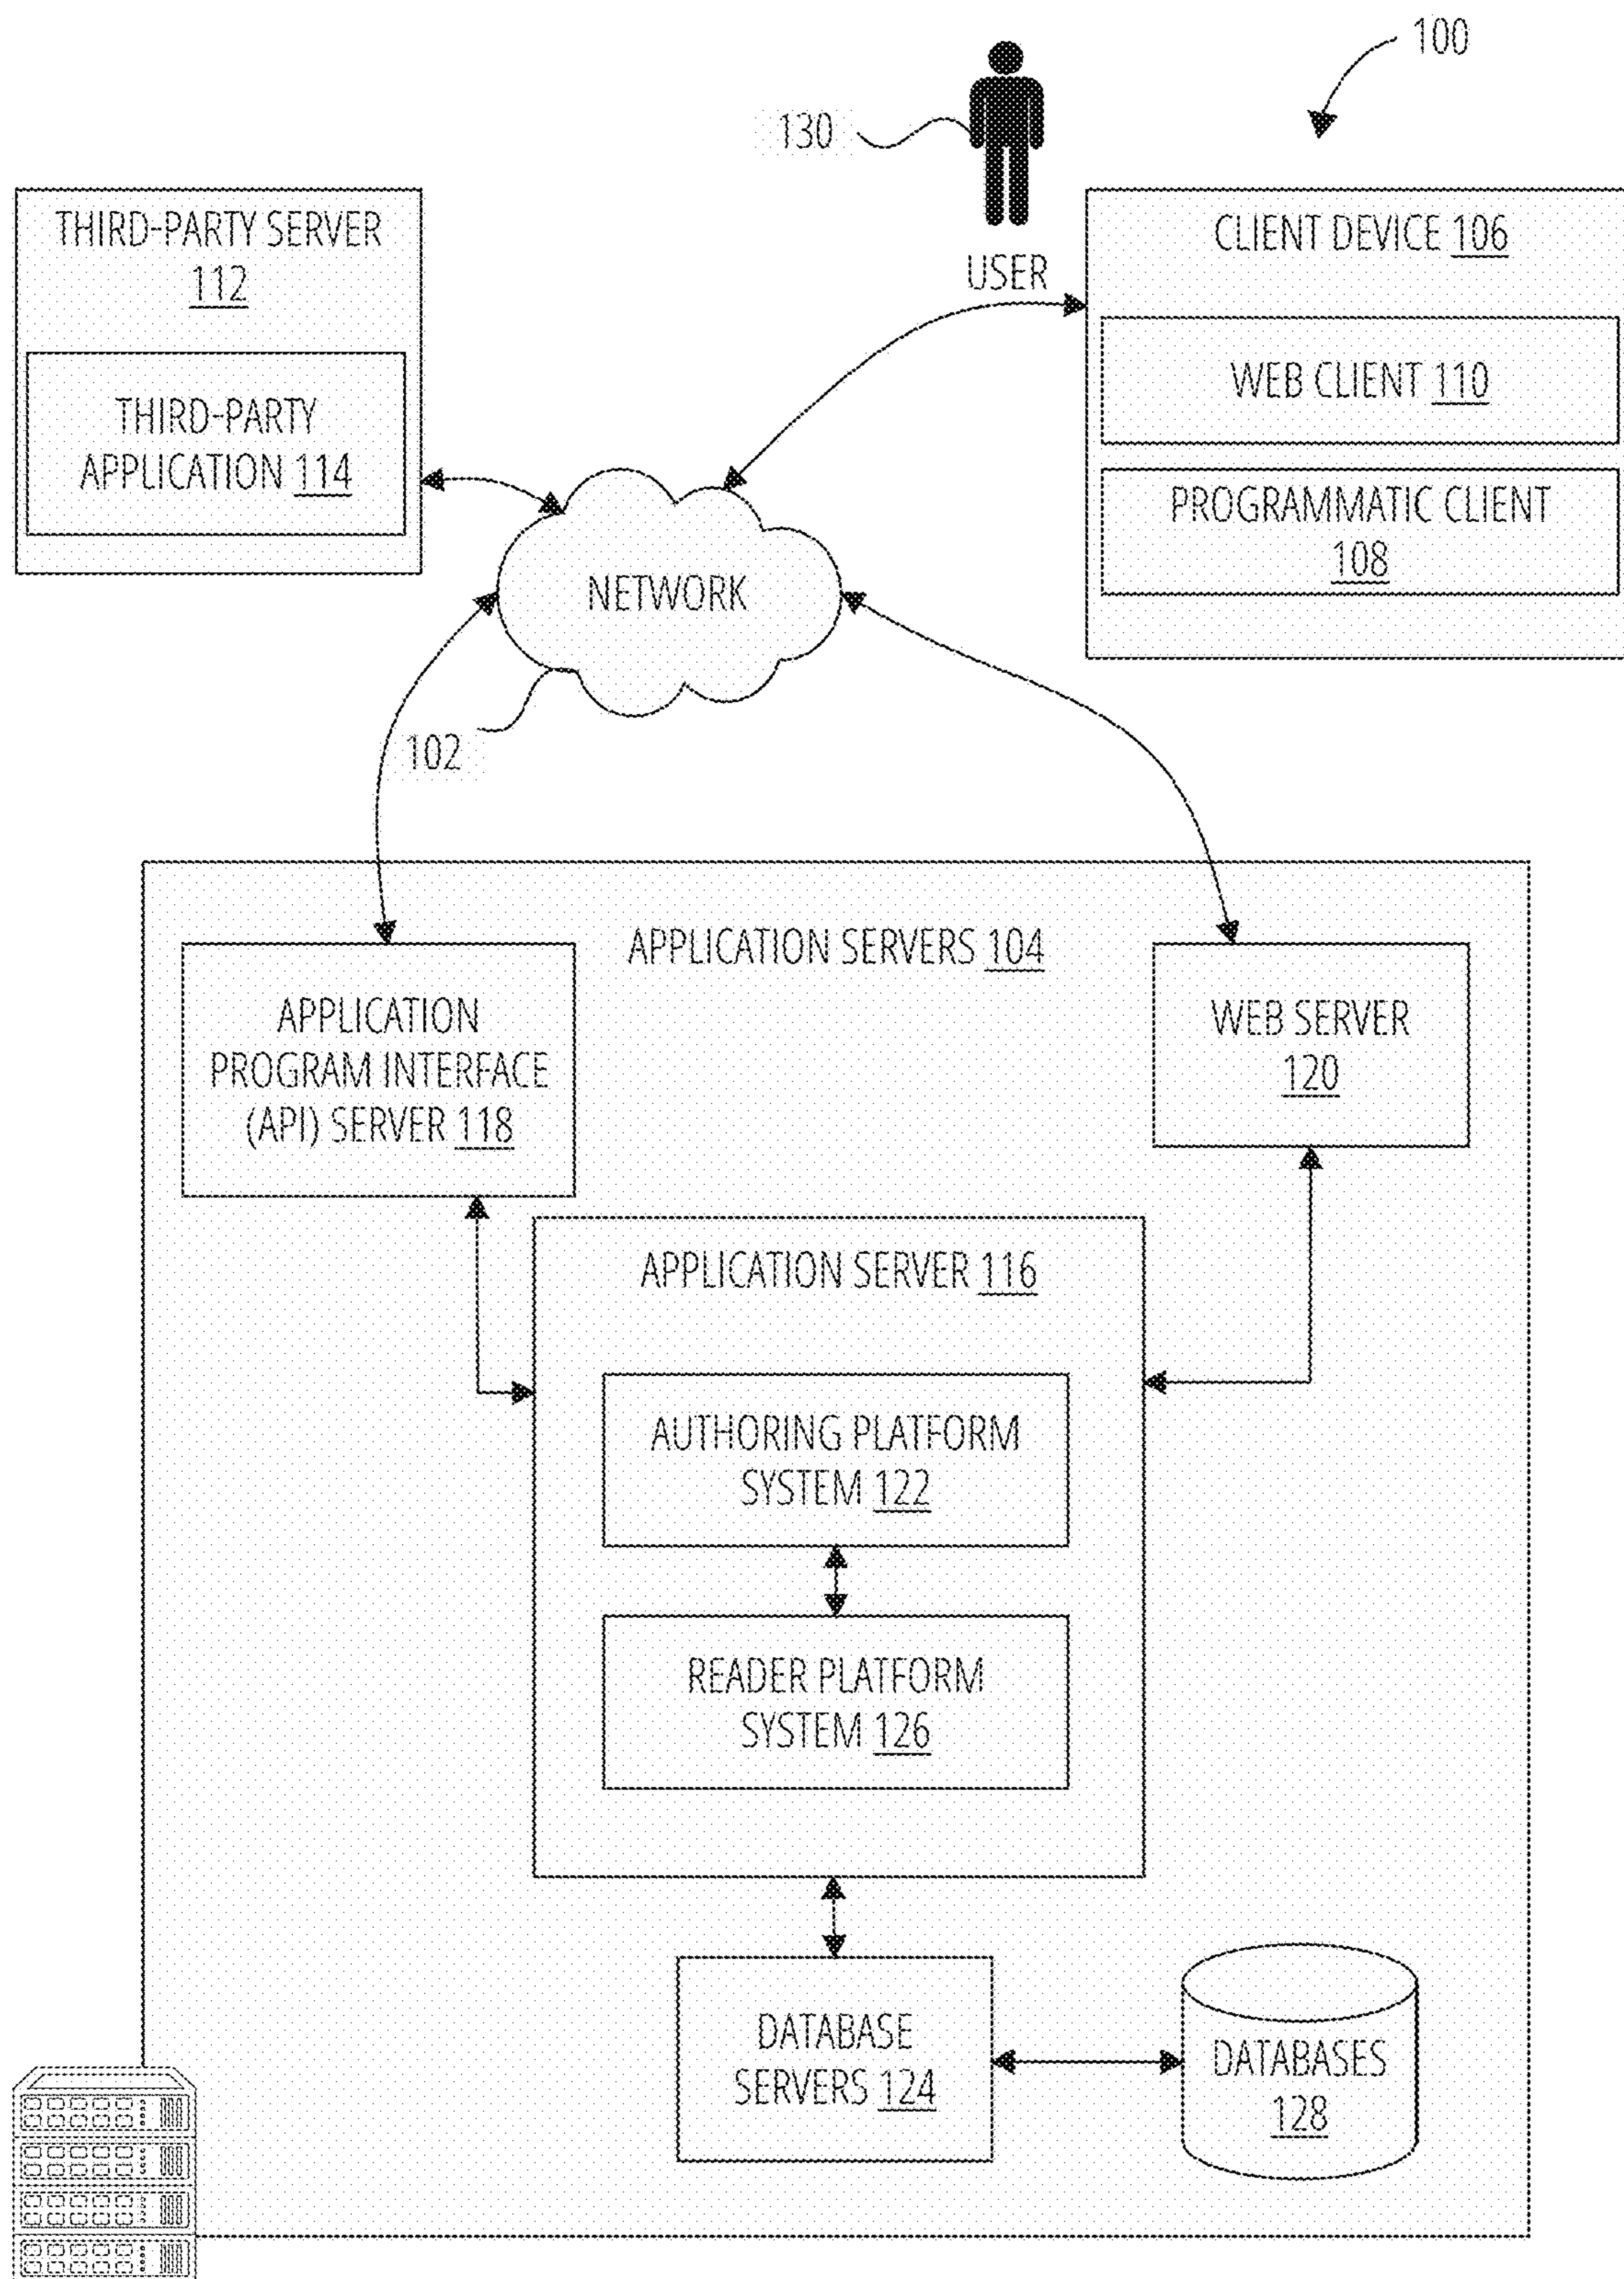 100
130
THIRD-PARTY SERVER
112
THIRD-PARTY
APPLICATION 114
USER
CLIENT DEVICE 106
WEB CLIENT 110
PROGRAMMATIC CLIENT
108
NETWORK
102
APPLICATION SERVERS 104
APPLICATION
PROGRAM INTERFACE
(API) SERVER 118
WEB SERVER
120
APPLICATION SERVER 116
AUTHORING PLATFORM
SYSTEM 122
READER PLATFORM
SYSTEM 126
DATABASE
SERVERS 124
DATABASES
128